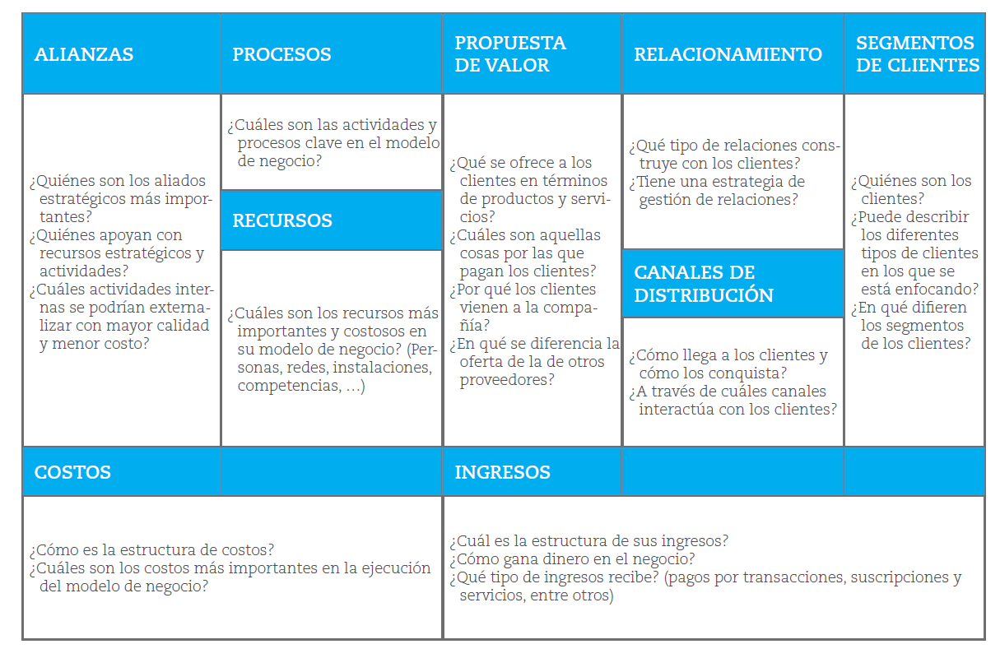 ALIANZAS
¿Quiénes son los aliados
estratégicos más impor-
tantes?
¿Quiénes apoyan con
recursos estratégicos y
actividades?
¿Cuáles actividades inter-
nas se podrían externa-
lizar con mayor calidad
y menor costo?
PROCESOS
¿Cuáles son las actividades y
procesos clave en el modelo
de negocio?
RECURSOS
¿Cuáles son los recursos más
importantes y costosos en
su modelo de negocio? (Per-
sonas, redes, instalaciones,
competencias, ...)
PROPUESTA
DE VALOR
¿Qué se ofrece a los
clientes en términos
de productos y servi-
cios?
¿Cuáles son aquellas
cosas por las que
pagan los clientes?
¿Por qué los clientes
vienen a la compa-
ñía?
¿En qué se diferencia la
oferta de la de otros
proveedores?
RELACIONAMIENTO
¿Qué tipo de relaciones cons-
truye con los clientes?
¿Tiene una estrategia de
gestión de relaciones?
CANALES DE
DISTRIBUCIÓN
¿Cómo llega a los clientes y
cómo los conquista?
¿A través de cuáles canales
interactúa con los clientes?
SEGMENTOS
DE CLIENTES
¿Quiénes son los
clientes?
¿Puede describir
los diferentes
tipos de clientes
en los que se
está enfocando?
¿En qué difieren
los segmentos
de los clientes?
COSTOS
¿Cómo es la estructura de costos?
¿Cuáles son los costos más importantes en la ejecución
del modelo de negocio?
INGRESOS
¿Cuál es la estructura de sus ingresos?
¿Cómo gana dinero en el negocio?
¿Qué tipo de ingresos recibe? (pagos por transacciones, suscripciones y
servicios, entre otros)